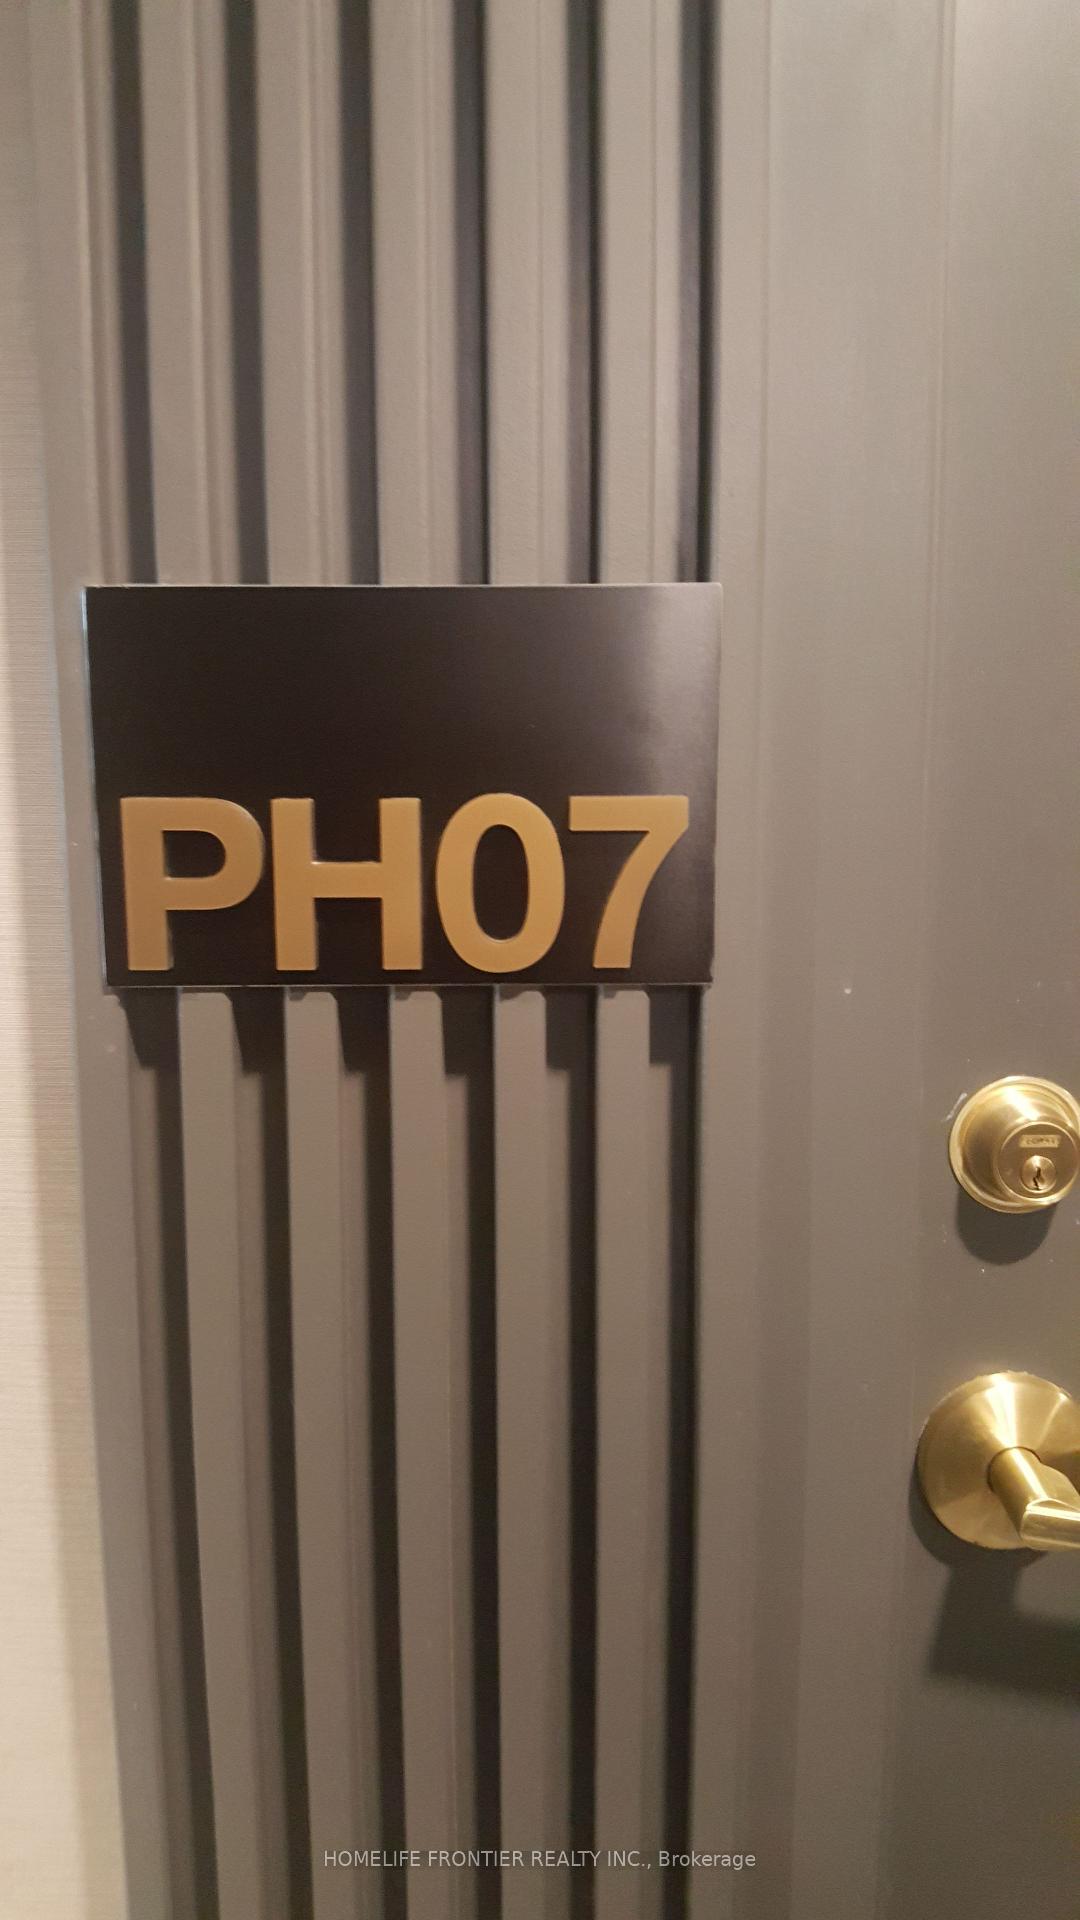 PH07
HOMELIFE FRONTIER REALTY INC., Brokerage